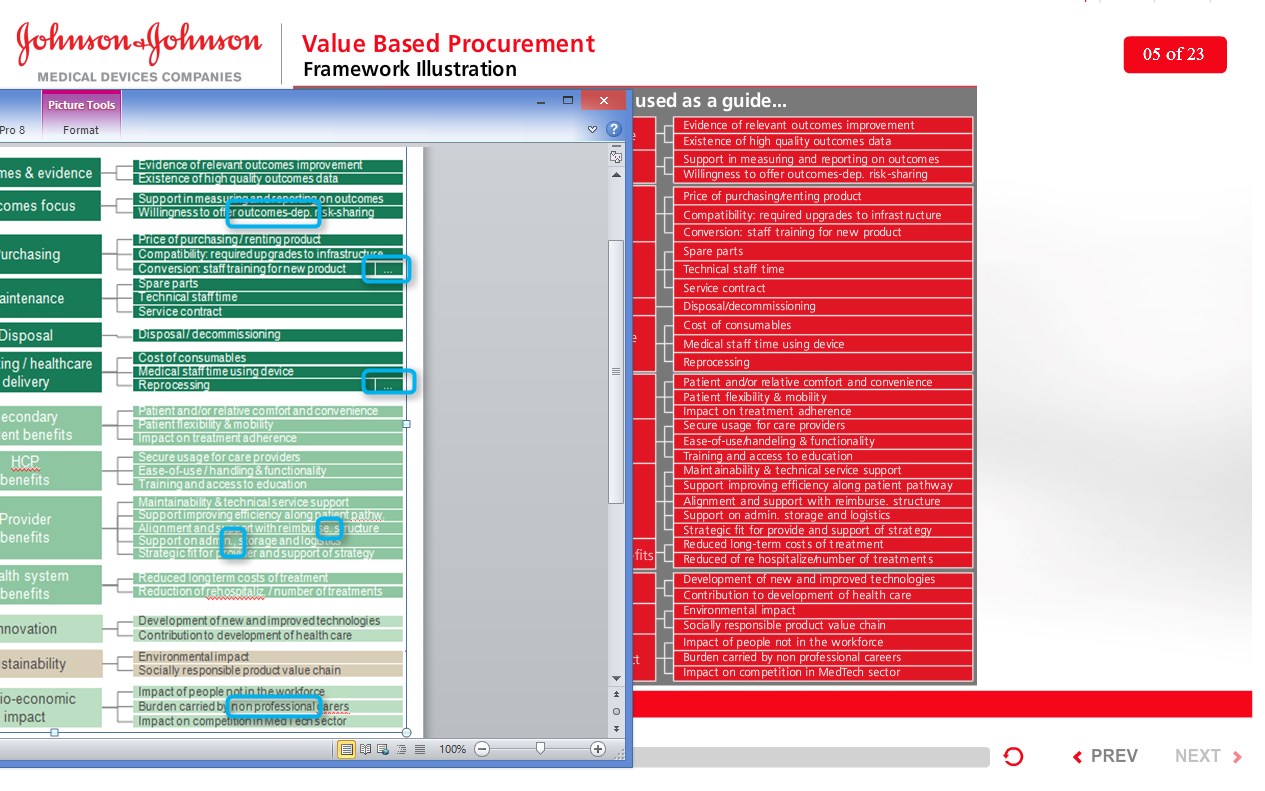 Johnson & Johnson
MEDICAL DEVICES COMPANIES
Value Based Procurement
Framework Illustration
05 of 23
Picture Tools
Pro 8
Format
mes & evidence
Evidence of relevant outcomes improvement
Existence of high quality outcomes data
comes focus
Support in measuring and reporting on outcomes
Willingness to offer outcomes-dep. risk-sharing
urchasing
Price of purchasing / renting product
Compatibility: required upgrades to infrastructure
Conversion: staff training for new product | ...
aintenance
Spare parts
Technical staff time
Service contract
Disposal
Disposal / decommissioning
ing / healthcare
delivery
Cost of consumables
Medical staff time using device
Reprocessing | ...
econdary
ent benefits
Patient and/or relative comfort and convenience
Patient flexibility & mobility
Impact on treatment adherence
HCP
benefits
Secure usage for care providers
Ease-of-use / handling & functionality
Training and access to education
Provider
benefits
Maintainability & technical service support
Support improving efficiency along patient pathw.
Alignment and support with reimburse. structure
Support on admin., storage and logistics
Strategic fit for provider and support of strategy
alth system
benefits
Reduced long term costs of treatment
Reduction of rehospitaliz. / number of treatments
nnovation
Development of new and improved technologies
Contribution to development of health care
stainability
Environmental impact
Socially responsible product value chain
io-economic
impact
Impact of people not in the workforce
Burden carried by non professional carers
Impact on competition in MedTech sector
100%
used as a guide...
e
Evidence of relevant outcomes improvement
Existence of high quality outcomes data
Support in measuring and reporting on outcomes
Willingness to offer outcomes-dep. risk-sharing
Price of purchasing/renting product
Compatibility: required upgrades to infrastructure
Conversion: staff training for new product
Spare parts
Technical staff time
Service contract
Disposal/decommissioning
e
Cost of consumables
Medical staff time using device
Reprocessing
Patient and/or relative comfort and convenience
Patient flexibility & mobility
Impact on treatment adherence
Secure usage for care providers
Ease-of-use/handeling & functionality
Training and access to education
Maintainability & technical service support
Support improving efficiency along patient pathway
Alignment and support with reimburse. structure
Support on admin. storage and logistics
Strategic fit for provide and support of strategy
fits
Reduced long-term costs of treatment
Reduced of re hospitalize/number of treatments
Development of new and improved technologies
Contribution to development of health care
Environmental impact
Socially responsible product value chain
ct
Impact of people not in the workforce
Burden carried by non professional careers
Impact on competition in MedTech sector
PREV
NEXT